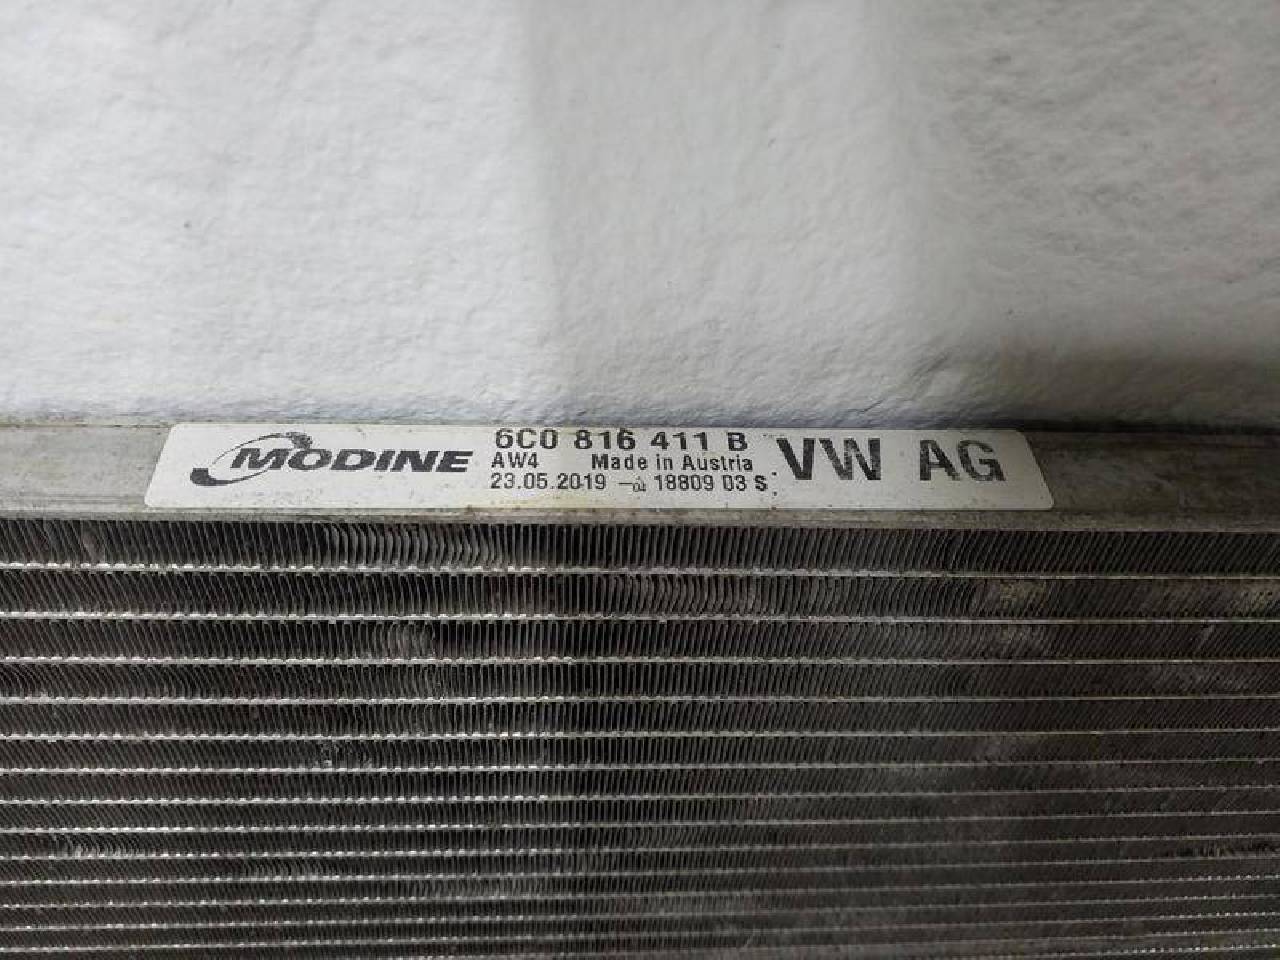 MODINE
6C0 816 411 B
AW4 Made in Austria
23.05.2019 18809 03 S
VW AG